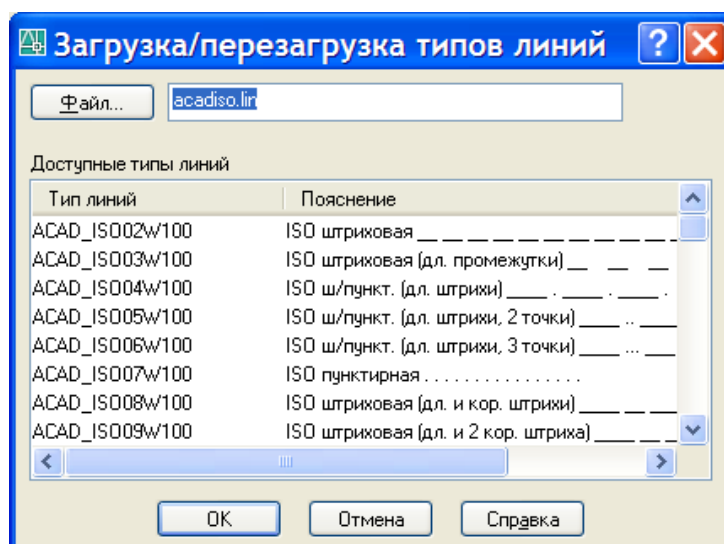 Загрузка/перезагрузка типов линий
Файл... acadiso.lin
Доступные типы линий
Тип линий Пояснение
ACAD_ISO02W100 ISO штриховая __ __ __ __ __ __ __ __ __ __
ACAD_ISO03W100 ISO штриховая (дл. промежутки) __ __ __
ACAD_ISO04W100 ISO ш/пункт. (дл. штрихи) ____ . ____ . ____ .
ACAD_ISO05W100 ISO ш/пункт. (дл. штрихи, 2 точки) ____ .. ____
ACAD_ISO06W100 ISO ш/пункт. (дл. штрихи, 3 точки) ____ ... ____
ACAD_ISO07W100 ISO пунктирная . . . . . . . . . . . . . . . .
ACAD_ISO08W100 ISO штриховая (дл. и кор. штрихи) ____ __ ___
ACAD_ISO09W100 ISO штриховая (дл. и 2 кор. штриха) ____ __ _
OK Отмена Справка